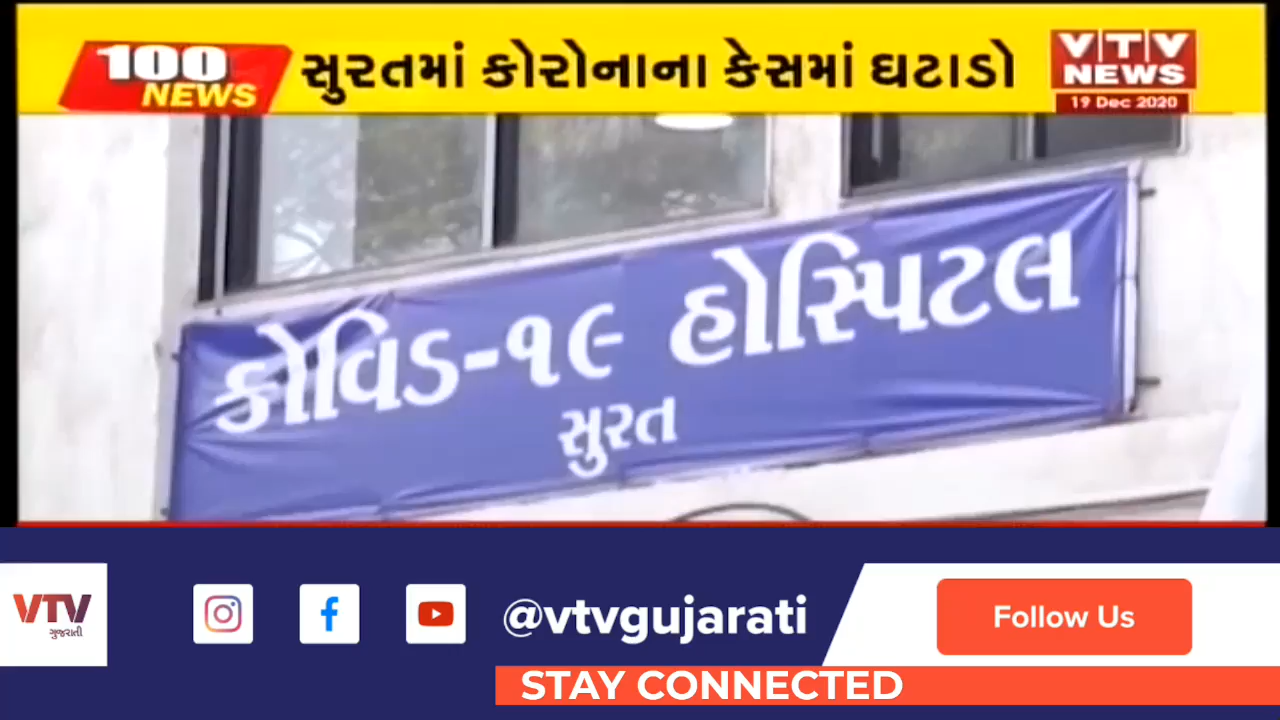 100
NEWS
સુરતમાં કોરોનાના કેસમાં ઘટાડો
VTV
NEWS
19 Dec 2020
કોવિડ-૧૯ હોસ્પિટલ
સુરત
VTV
ગુજરાતી
@vtvgujarati
Follow Us
STAY CONNECTED